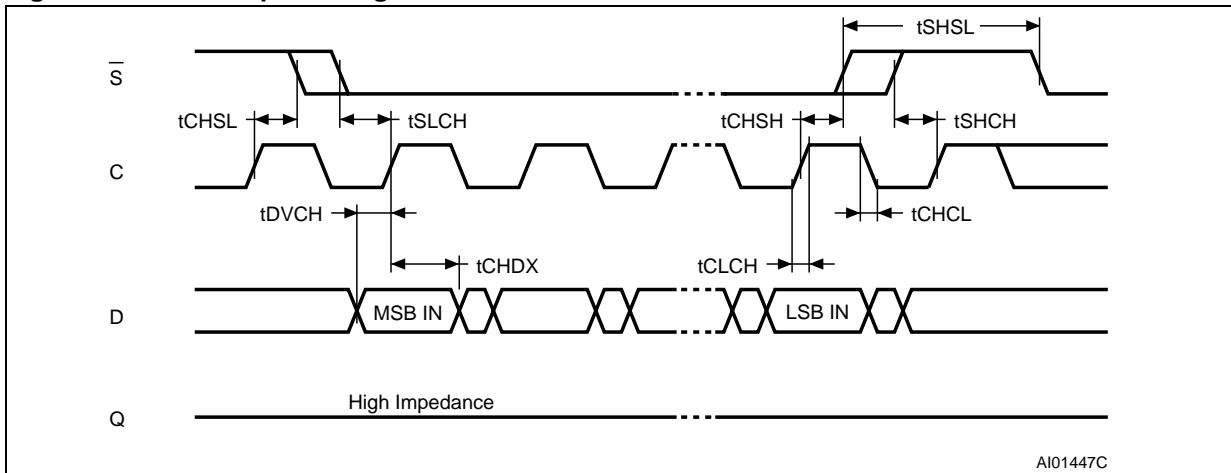 tSHSL
S
tCHSL
tSLCH
tCHSH
tSHCH
C
tDVCH
tCHCL
tCHDX
tCLCH
D
MSB IN
LSB IN
High Impedance
Q
AI01447C